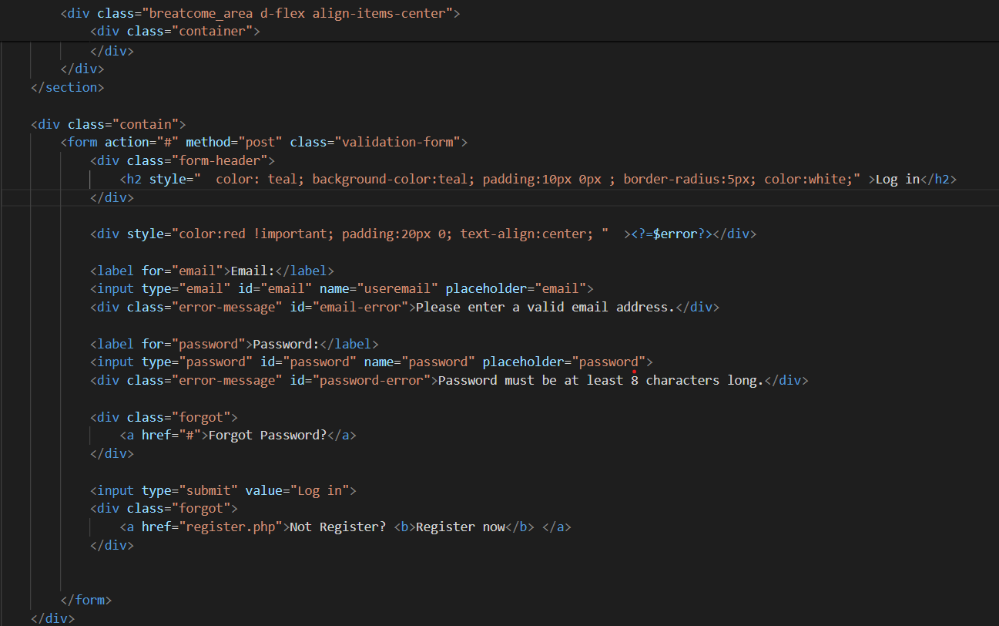 <div class="breatcome_area d-flex align-items-center">
<div class="container">
</div>
</div>
</section>
<div class="contain">
<form action="#" method="post" class="validation-form">
<div class="form-header">
<h2 style="  color: teal; background-color:teal; padding:10px 0px ; border-radius:5px; color:white;" >Log in</h2>
</div>
<div style="color:red !important; padding:20px 0; text-align:center; "  ><?=$error?></div>
<label for="email">Email:</label>
<input type="email" id="email" name="useremail" placeholder="email">
<div class="error-message" id="email-error">Please enter a valid email address.</div>
<label for="password">Password:</label>
<input type="password" id="password" name="password" placeholder="password">
<div class="error-message" id="password-error">Password must be at least 8 characters long.</div>
<div class="forgot">
<a href="#">Forgot Password?</a>
</div>
<input type="submit" value="Log in">
<div class="forgot">
<a href="register.php">Not Register? <b>Register now</b> </a>
</div>
</form>
</div>